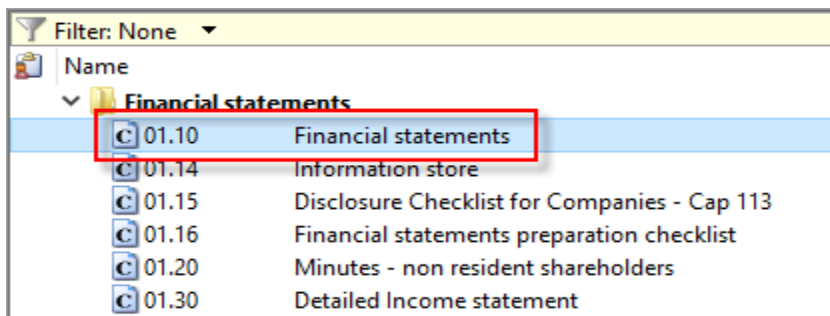 Filter: None
Name
Financial statements
C 01.10 Financial statements
C 01.14 Information store
C 01.15 Disclosure Checklist for Companies - Cap 113
C 01.16 Financial statements preparation checklist
C 01.20 Minutes - non resident shareholders
C 01.30 Detailed Income statement